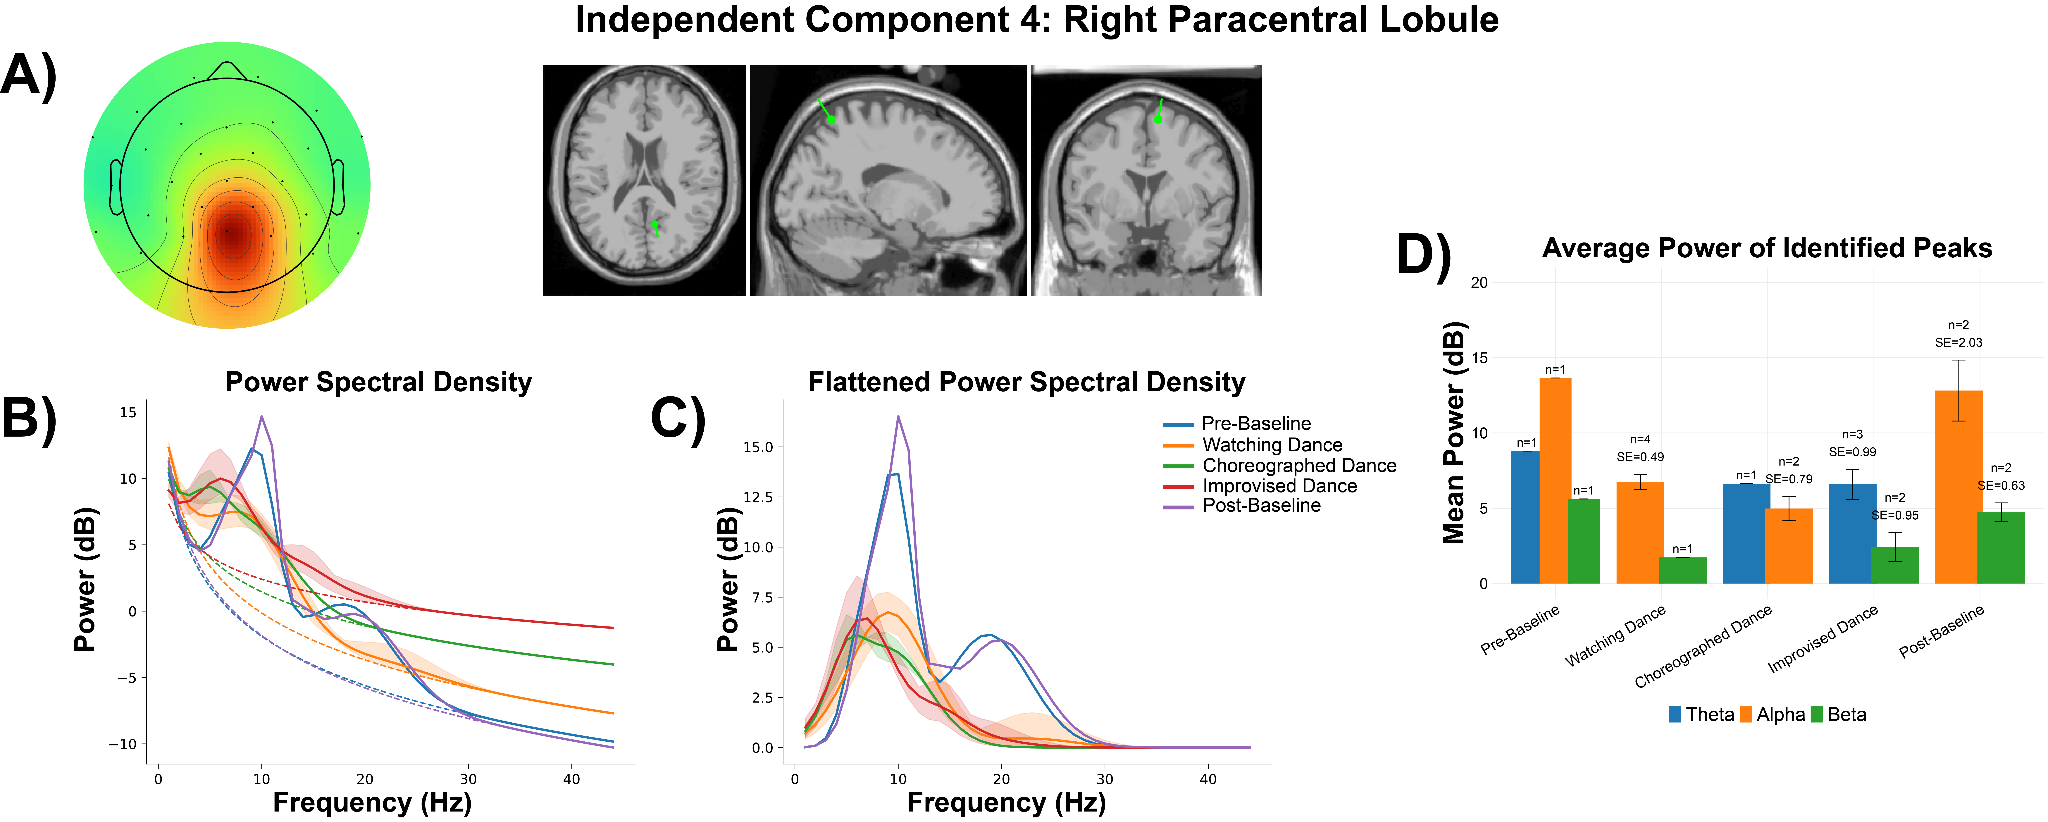 Independent Component 4: Right Paracentral Lobule
A)
B)
Power Spectral Density
Power (dB)
15
10
5
0
−5
−10
0
10
20
30
40
Frequency (Hz)
C)
Flattened Power Spectral Density
Power (dB)
15.0
12.5
10.0
7.5
5.0
2.5
0.0
0
10
20
30
40
Frequency (Hz)
Pre-Baseline
Watching Dance
Choreographed Dance
Improvised Dance
Post-Baseline
D)
Average Power of Identified Peaks
Mean Power (dB)
20
15
10
5
0
n=1
n=1
n=1
n=4
SE=0.49
n=1
n=1
n=2
SE=0.79
n=3
SE=0.99
n=2
SE=0.95
n=2
SE=2.03
n=2
SE=0.63
Pre-Baseline
Watching Dance
Choreographed Dance
Improvised Dance
Post-Baseline
Theta Alpha Beta